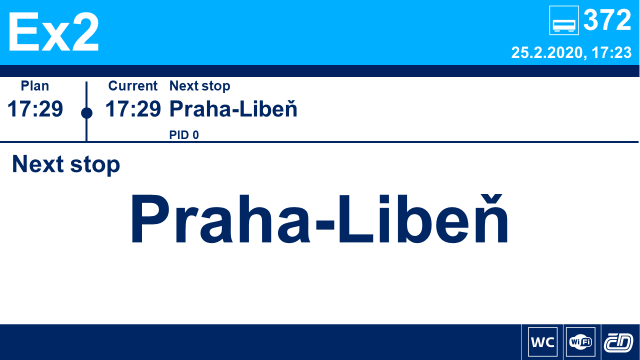 Ex2
372
25.2.2020, 17:23
Plan Current Next stop
17:29 17:29 Praha-Libeň
PID 0
Next stop
Praha-Libeň
WC WiFi ČD